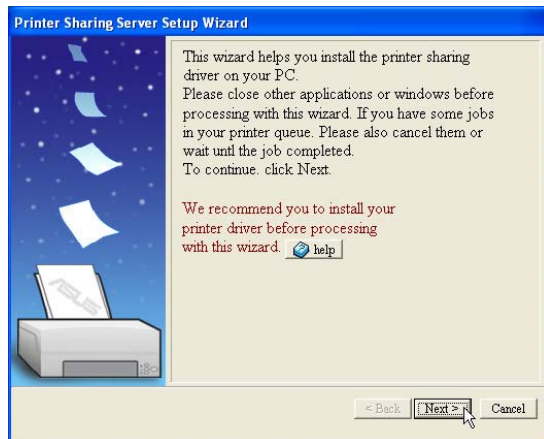 Printer Sharing Server Setup Wizard
This wizard helps you install the printer sharing
driver on your PC.
Please close other applications or windows before
processing with this wizard. If you have some jobs
in your printer queue. Please also cancel them or
wait untl the job completed.
To continue. click Next.
We recommend you to install your
printer driver before processing
with this wizard. help
ASUS
< Back Next > Cancel